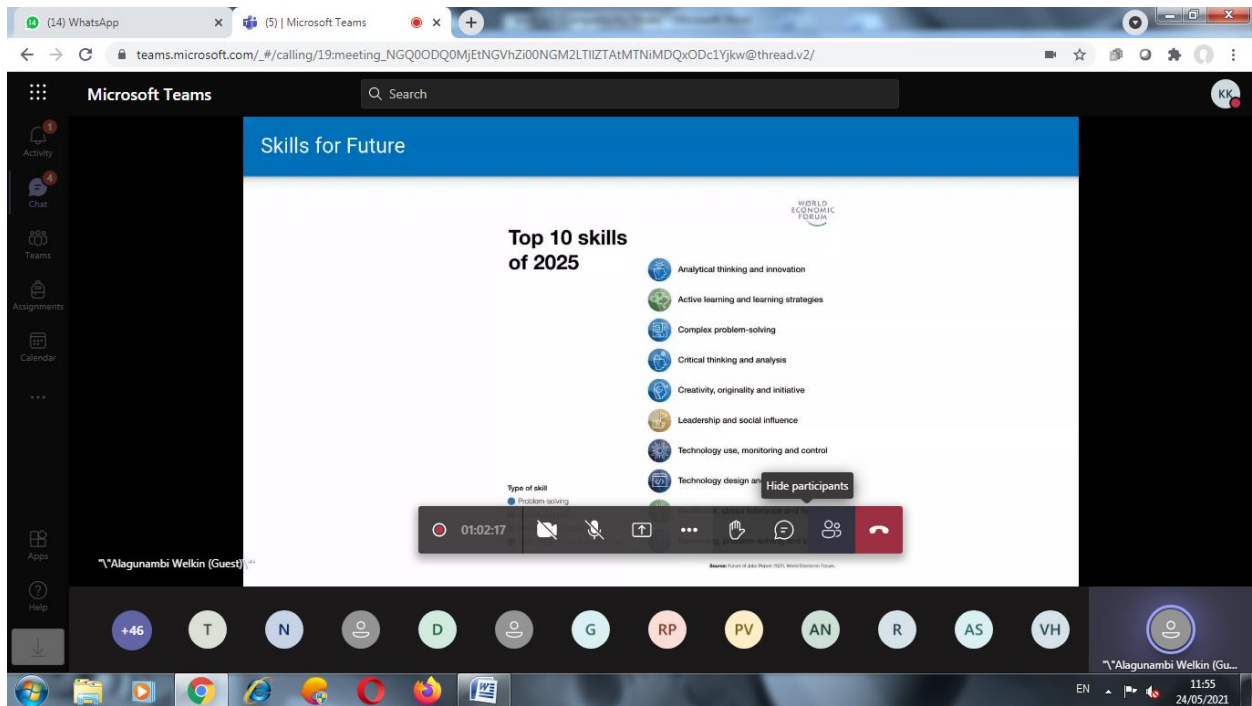 (14) WhatsApp
(5) | Microsoft Teams
teams.microsoft.com/_#/calling/19:meeting_NGQ0ODQ0MjEtNGVhZi00NGM2LTllZTAtMTNiMDQxODc1Yjkw@thread.v2/
Microsoft Teams
Search
KK
1
Activity
4
Chat
Teams
Assignments
Calendar
Apps
Help
Skills for Future
WORLD
ECONOMIC
FORUM
Top 10 skills
of 2025
Analytical thinking and innovation
Active learning and learning strategies
Complex problem-solving
Critical thinking and analysis
Creativity, originality and initiative
Leadership and social influence
Technology use, monitoring and control
Technology design an
Hide participants
Type of skill
Problem-solving
01:02:17
Source: Future of Jobs Report 2020, World Economic Forum.
"\"Alagunambi Welkin (Guest)\""
+46
T
N
D
G
RP
PV
AN
R
AS
VH
"\"Alagunambi Welkin (Gu...
EN
11:55
24/05/2021